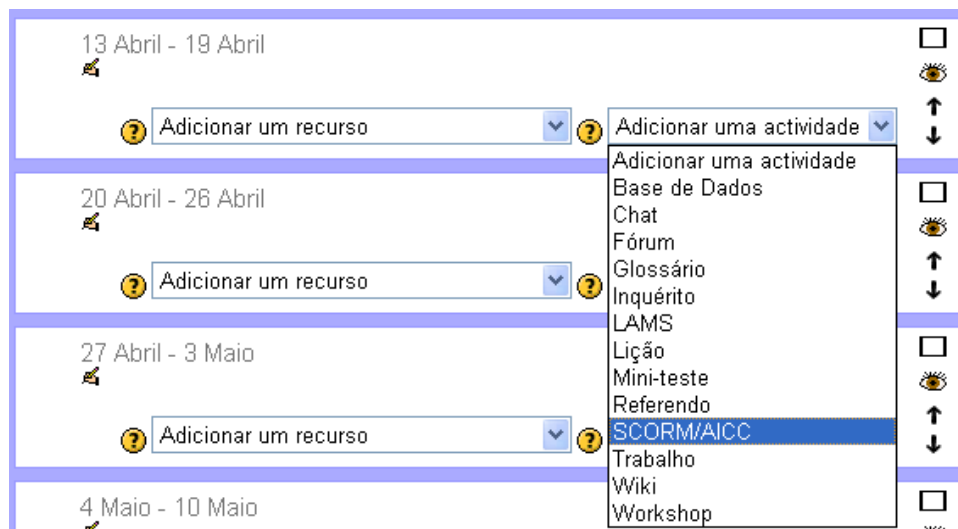 13 Abril - 19 Abril
Adicionar um recurso
Adicionar uma actividade
Adicionar uma actividade
Base de Dados
Chat
Fórum
Glossário
Inquérito
LAMS
Lição
Mini-teste
Referendo
SCORM/AICC
Trabalho
Wiki
Workshop
20 Abril - 26 Abril
Adicionar um recurso
27 Abril - 3 Maio
Adicionar um recurso
4 Maio - 10 Maio